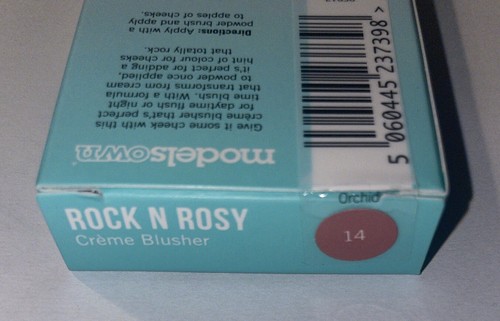 modelsown
Give it some cheek with this
crème blusher that's perfect
for daytime flush or night
time blush. With a formula
that transforms from cream
to powder once applied,
it's perfect for adding a
hint of colour for cheeks
that totally rock.
Directions: Apply with a
powder brush and apply
to apples of cheeks.
5 060445 237398 >
ROCK N ROSY
Crème Blusher
Orchid
14